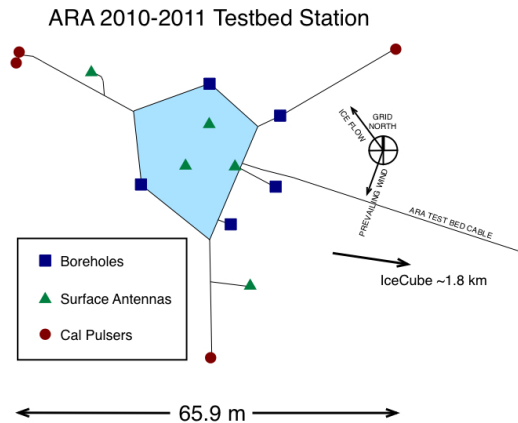 ARA 2010-2011 Testbed Station
ICE FLOW
GRID
NORTH
PREVAILING WIND
ARA TEST BED CABLE
IceCube ~1.8 km
Boreholes
Surface Antennas
Cal Pulsers
65.9 m